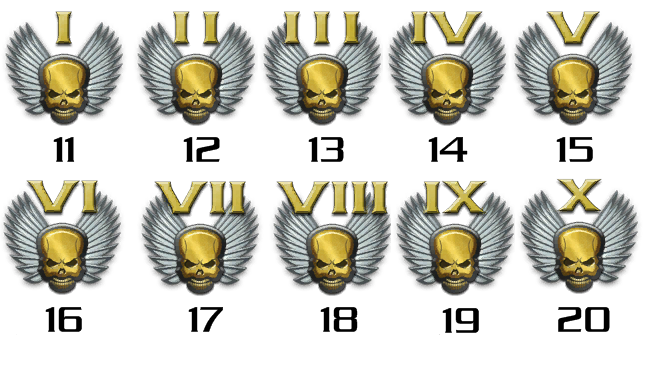 I II III IV V
11 12 13 14 15
VI VII VIII IX X
16 17 18 19 20